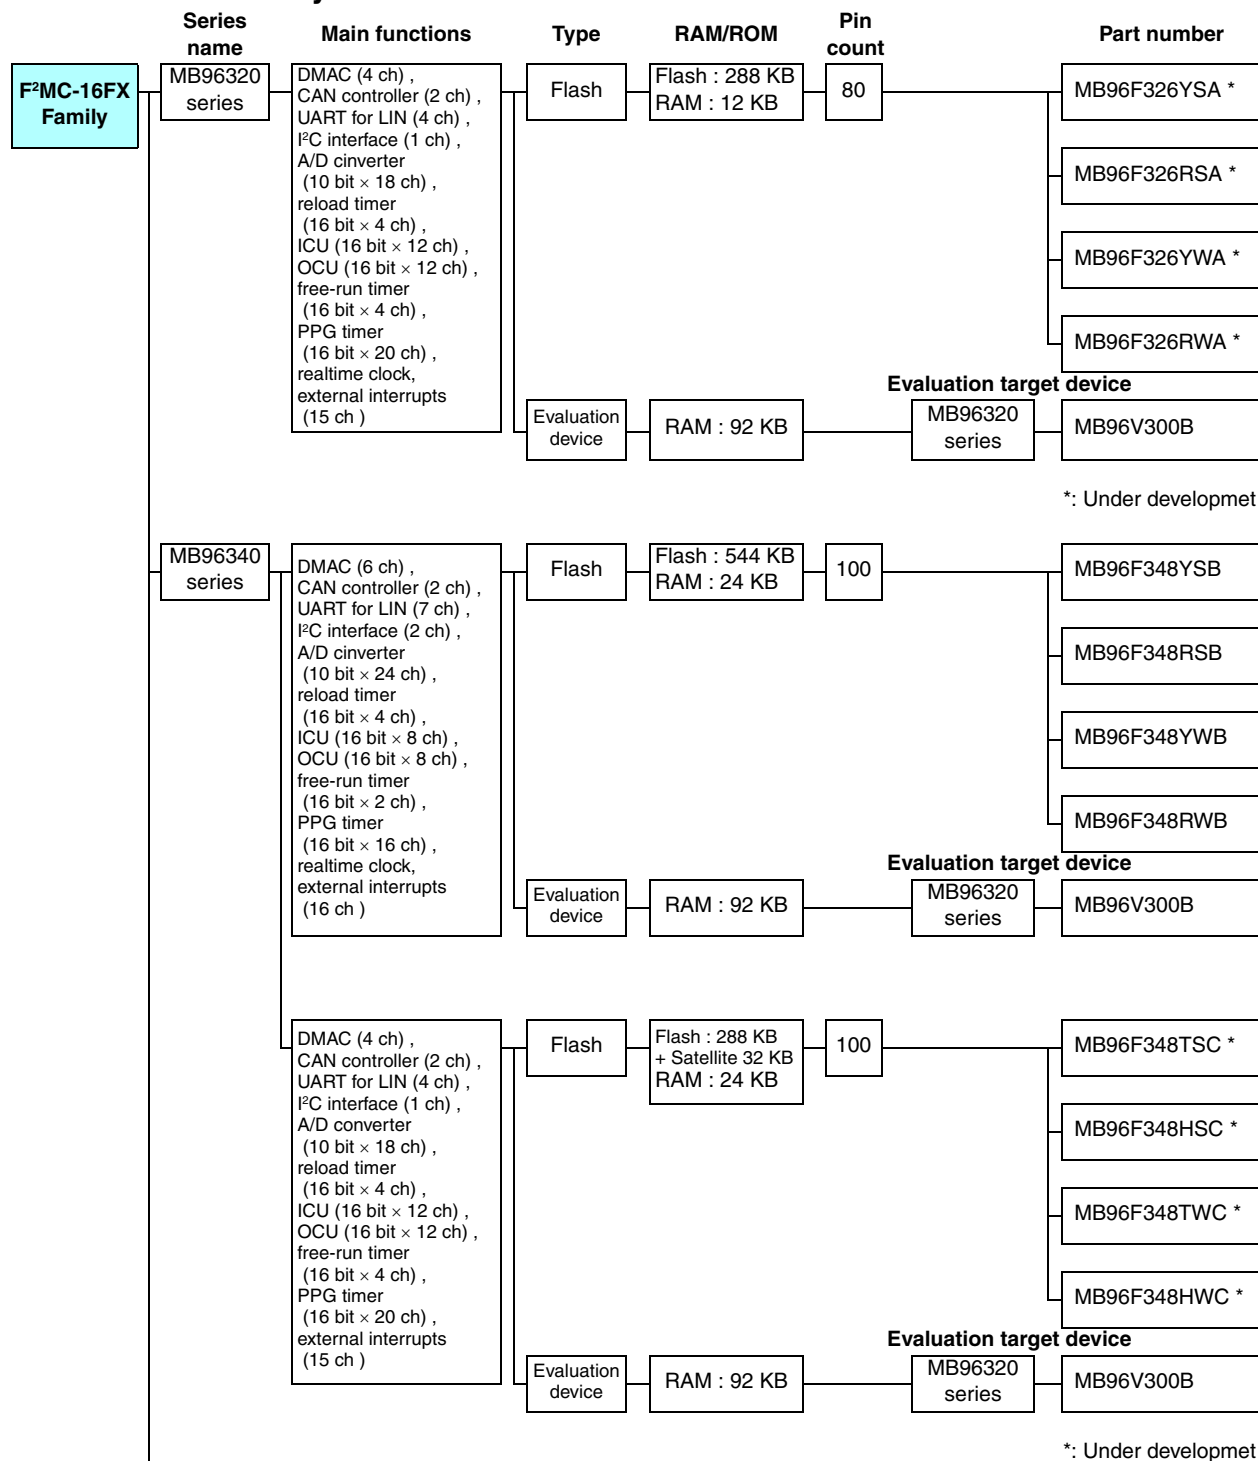 Series name
Main functions
Type
RAM/ROM
Pin count
Part number
F²MC-16FX
Family
MB96320
series
DMAC (4 ch) ,
CAN controller (2 ch) ,
UART for LIN (4 ch) ,
I²C interface (1 ch) ,
A/D cinverter
(10 bit × 18 ch) ,
reload timer
(16 bit × 4 ch) ,
ICU (16 bit × 12 ch) ,
OCU (16 bit × 12 ch) ,
free-run timer
(16 bit × 4 ch) ,
PPG timer
(16 bit × 20 ch) ,
realtime clock,
external interrupts
(15 ch )
Flash
Flash : 288 KB
RAM : 12 KB
80
MB96F326YSA *
MB96F326RSA *
MB96F326YWA *
MB96F326RWA *
Evaluation target device
Evaluation
device
RAM : 92 KB
MB96320
series
MB96V300B
*: Under developmet
MB96340
series
DMAC (6 ch) ,
CAN controller (2 ch) ,
UART for LIN (7 ch) ,
I²C interface (2 ch) ,
A/D cinverter
(10 bit × 24 ch) ,
reload timer
(16 bit × 4 ch) ,
ICU (16 bit × 8 ch) ,
OCU (16 bit × 8 ch) ,
free-run timer
(16 bit × 2 ch) ,
PPG timer
(16 bit × 16 ch) ,
realtime clock,
external interrupts
(16 ch )
Flash
Flash : 544 KB
RAM : 24 KB
100
MB96F348YSB
MB96F348RSB
MB96F348YWB
MB96F348RWB
Evaluation target device
Evaluation
device
RAM : 92 KB
MB96320
series
MB96V300B
DMAC (4 ch) ,
CAN controller (2 ch) ,
UART for LIN (4 ch) ,
I²C interface (1 ch) ,
A/D converter
(10 bit × 18 ch) ,
reload timer
(16 bit × 4 ch) ,
ICU (16 bit × 12 ch) ,
OCU (16 bit × 12 ch) ,
free-run timer
(16 bit × 4 ch) ,
PPG timer
(16 bit × 20 ch) ,
external interrupts
(15 ch )
Flash
Flash : 288 KB
+ Satellite 32 KB
RAM : 24 KB
100
MB96F348TSC *
MB96F348HSC *
MB96F348TWC *
MB96F348HWC *
Evaluation target device
Evaluation
device
RAM : 92 KB
MB96320
series
MB96V300B
*: Under developmet